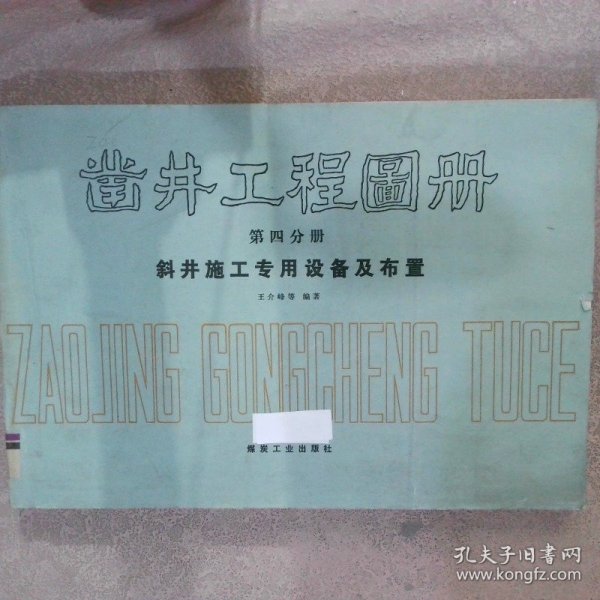 凿井工程圖册
第四分册
斜井施工专用设备及布置
王介峰等 编著
ZAOJING GONGCHENG TUCE
煤炭工业出版社
孔夫子旧书网
www.kongfz.com